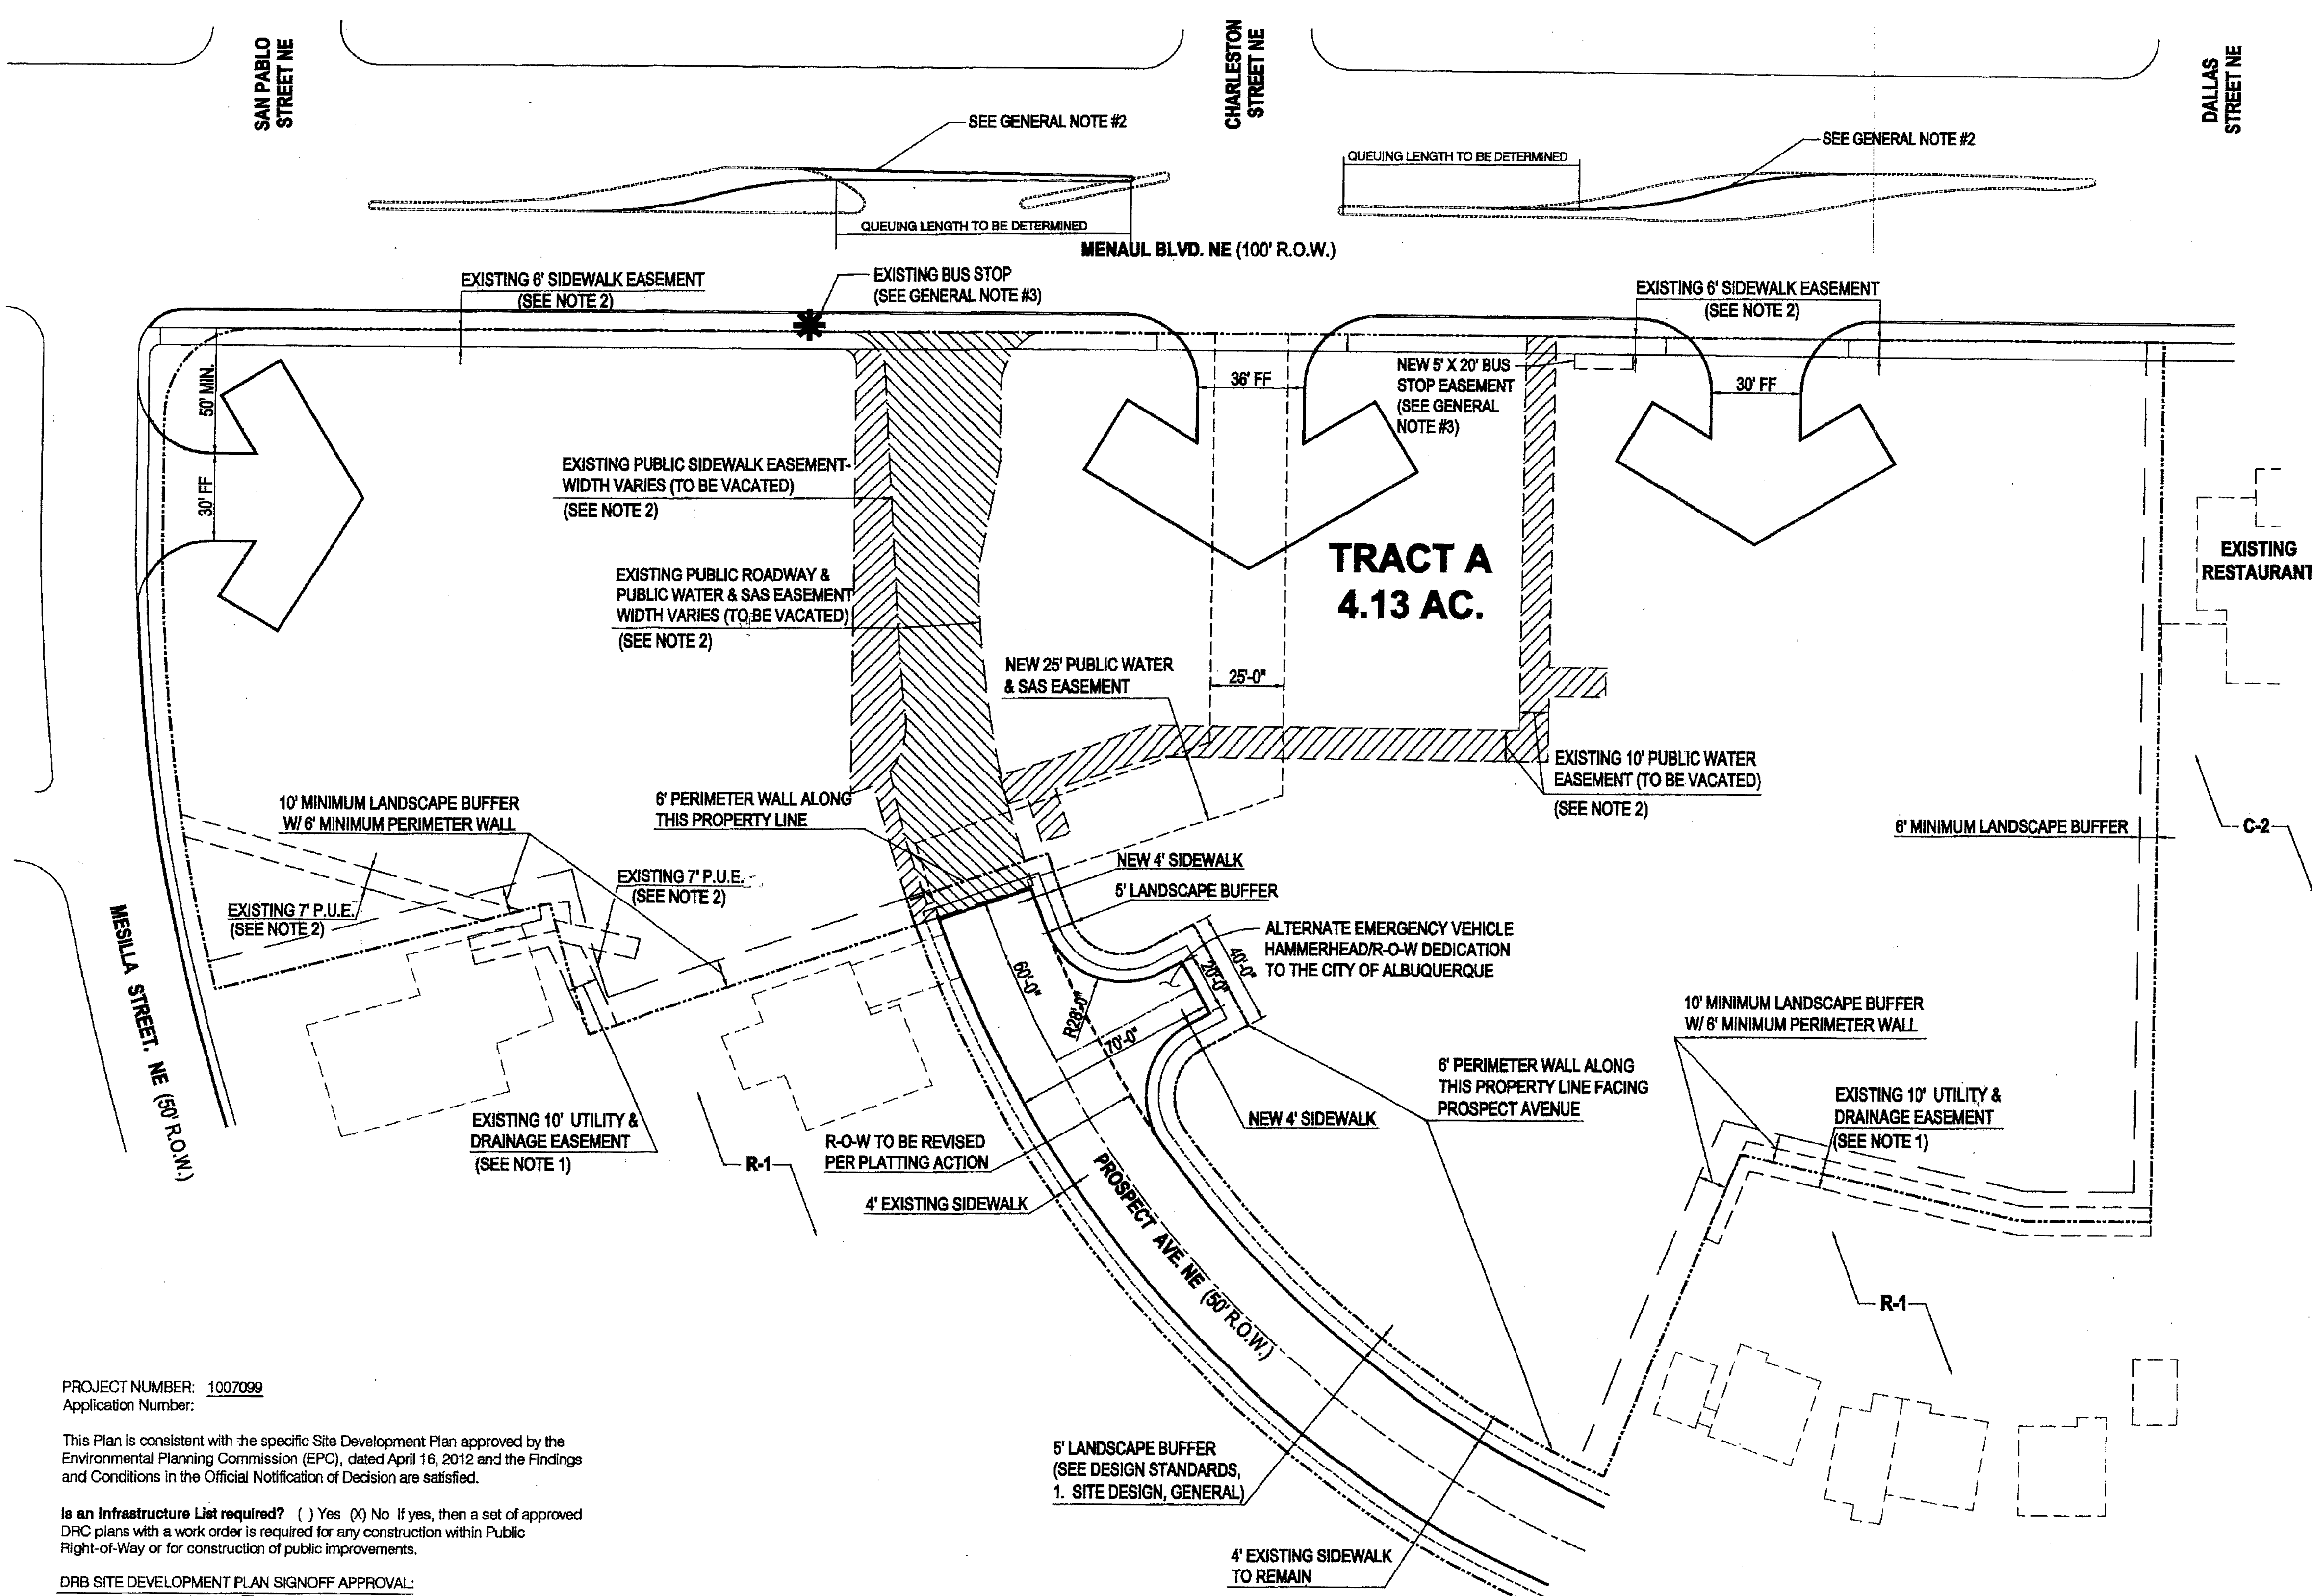 SAN PABLO
STREET NE
CHARLESTON
STREET NE
DALLAS
STREET NE
SEE GENERAL NOTE #2
SEE GENERAL NOTE #2
QUEUING LENGTH TO BE DETERMINED
QUEUING LENGTH TO BE DETERMINED
MENAUL BLVD. NE (100' R.O.W.)
EXISTING 6' SIDEWALK EASEMENT
(SEE NOTE 2)
EXISTING BUS STOP
(SEE GENERAL NOTE #3)
EXISTING 6' SIDEWALK EASEMENT
(SEE NOTE 2)
50' MIN.
30' FF
36' FF
NEW 5' X 20' BUS
STOP EASEMENT
(SEE GENERAL
NOTE #3)
30' FF
EXISTING PUBLIC SIDEWALK EASEMENT-
WIDTH VARIES (TO BE VACATED)
(SEE NOTE 2)
EXISTING PUBLIC ROADWAY &
PUBLIC WATER & SAS EASEMENT
WIDTH VARIES (TO BE VACATED)
(SEE NOTE 2)
TRACT A
4.13 AC.
EXISTING
RESTAURANT
NEW 25' PUBLIC WATER
& SAS EASEMENT
25'-0"
EXISTING 10' PUBLIC WATER
EASEMENT (TO BE VACATED)
(SEE NOTE 2)
10' MINIMUM LANDSCAPE BUFFER
W/ 6' MINIMUM PERIMETER WALL
6' PERIMETER WALL ALONG
THIS PROPERTY LINE
6' MINIMUM LANDSCAPE BUFFER
C-2
NEW 4' SIDEWALK
5' LANDSCAPE BUFFER
EXISTING 7' P.U.E.
(SEE NOTE 2)
EXISTING 7' P.U.E.
(SEE NOTE 2)
MESILLA STREET. NE (50' R.O.W.)
ALTERNATE EMERGENCY VEHICLE
HAMMERHEAD/R-O-W DEDICATION
TO THE CITY OF ALBUQUERQUE
60'-0"
R28'-0"
70'-0"
20'-0"
40'-0"
10' MINIMUM LANDSCAPE BUFFER
W/ 6' MINIMUM PERIMETER WALL
6' PERIMETER WALL ALONG
THIS PROPERTY LINE FACING
PROSPECT AVENUE
NEW 4' SIDEWALK
EXISTING 10' UTILITY &
DRAINAGE EASEMENT
(SEE NOTE 1)
EXISTING 10' UTILITY &
DRAINAGE EASEMENT
(SEE NOTE 1)
R-1
R-O-W TO BE REVISED
PER PLATTING ACTION
4' EXISTING SIDEWALK
PROSPECT AVE. NE (50' R.O.W.)
R-1
5' LANDSCAPE BUFFER
(SEE DESIGN STANDARDS,
1. SITE DESIGN, GENERAL)
4' EXISTING SIDEWALK
TO REMAIN
PROJECT NUMBER: 1007099
Application Number:
This Plan is consistent with the specific Site Development Plan approved by the
Environmental Planning Commission (EPC), dated April 16, 2012 and the Findings
and Conditions in the Official Notification of Decision are satisfied.
Is an Infrastructure List required? ( ) Yes (X) No If yes, then a set of approved
DRC plans with a work order is required for any construction within Public
Right-of-Way or for construction of public improvements.
DRB SITE DEVELOPMENT PLAN SIGNOFF APPROVAL: